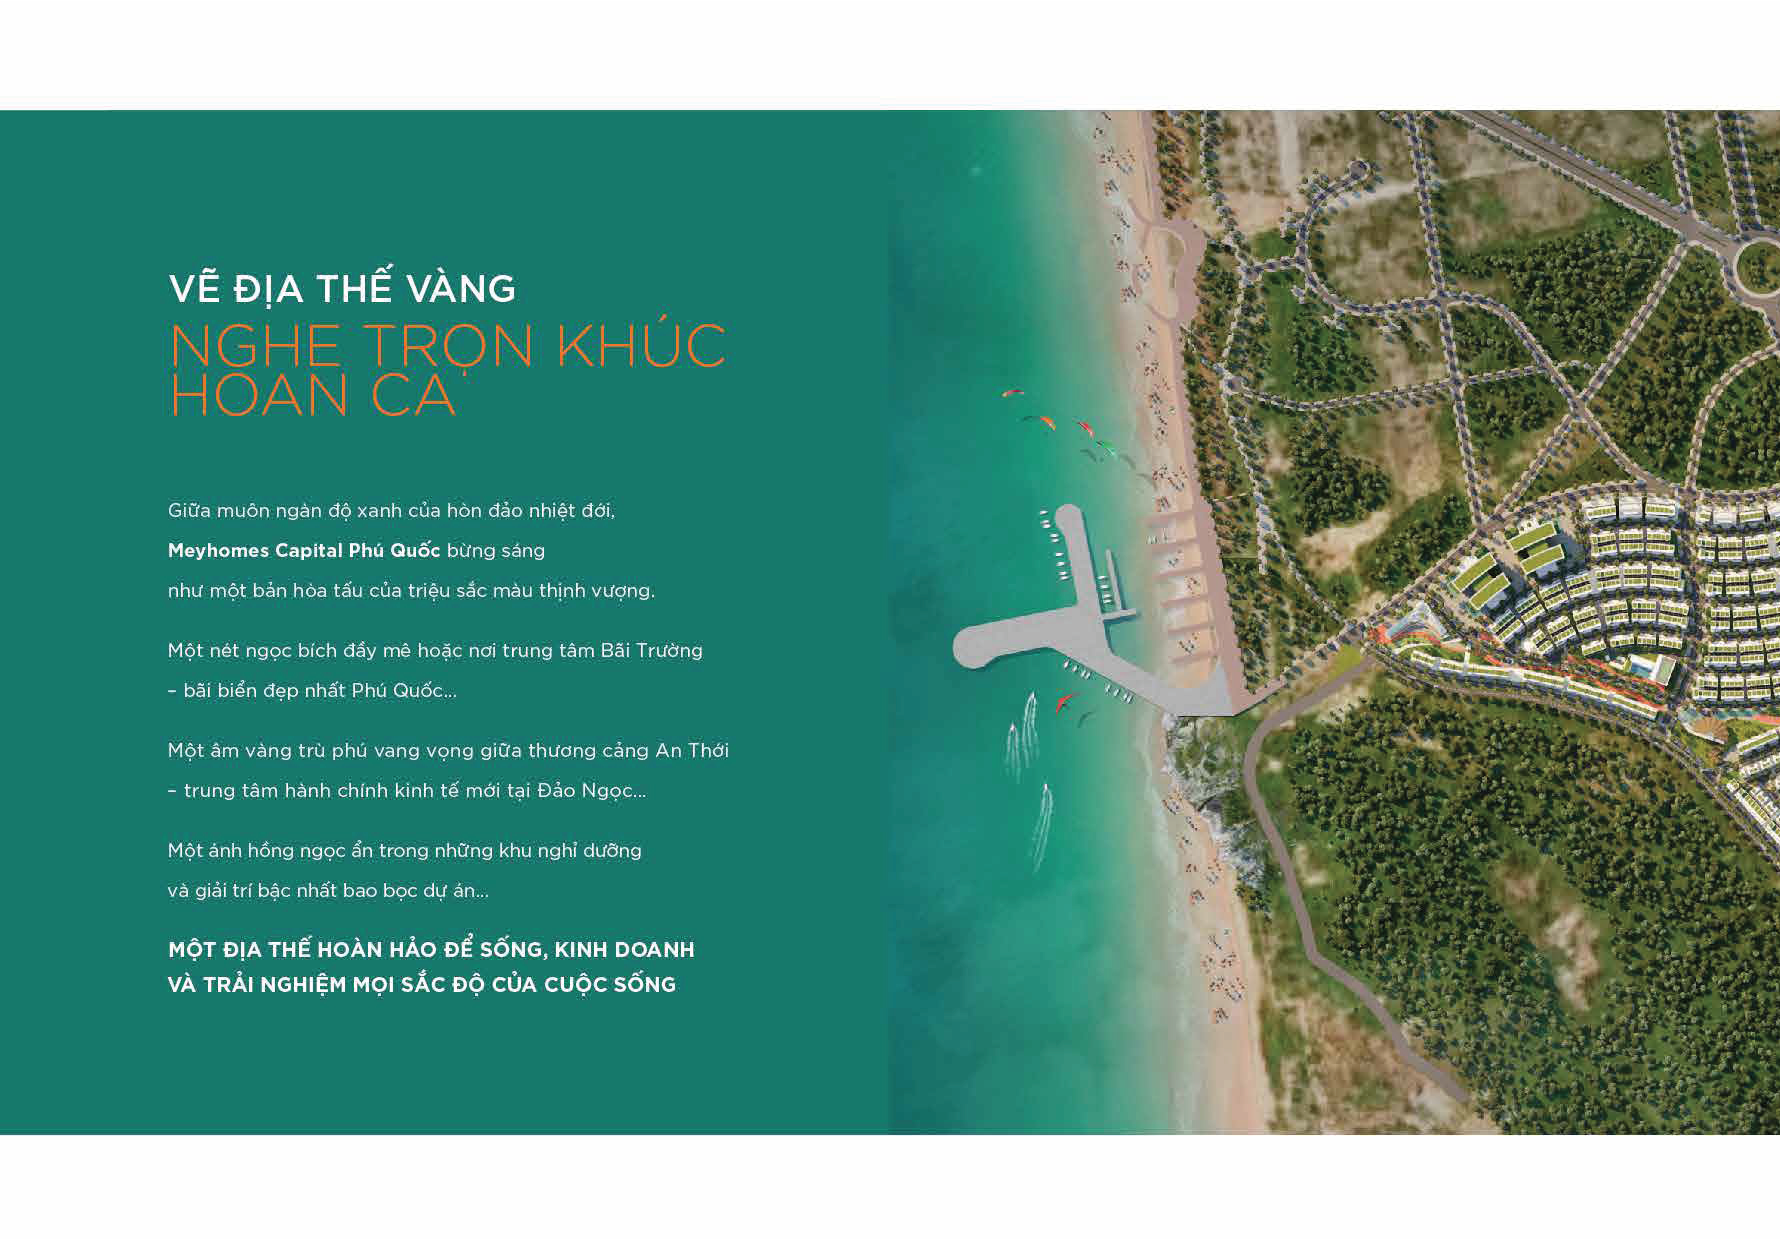 VẼ ĐỊA THẾ VÀNG
NGHE TRỌN KHÚC
HOAN CA
Giữa muôn ngàn độ xanh của hòn đảo nhiệt đới,
Meyhomes Capital Phú Quốc bừng sáng
như một bản hòa tấu của triệu sắc màu thịnh vượng.
Một nét ngọc bích đầy mê hoặc nơi trung tâm Bãi Trường
– bãi biển đẹp nhất Phú Quốc...
Một âm vàng trù phú vang vọng giữa thương cảng An Thới
– trung tâm hành chính kinh tế mới tại Đảo Ngọc...
Một ánh hồng ngọc ẩn trong những khu nghỉ dưỡng
và giải trí bậc nhất bao bọc dự án...
MỘT ĐỊA THẾ HOÀN HẢO ĐỂ SỐNG, KINH DOANH
VÀ TRẢI NGHIỆM MỌI SẮC ĐỘ CỦA CUỘC SỐNG